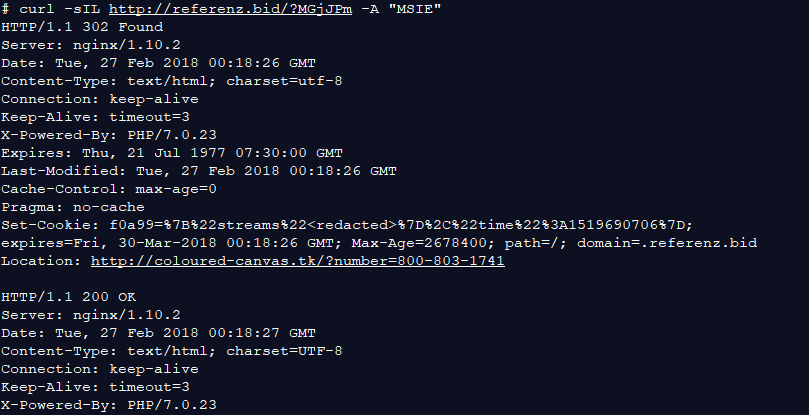 # curl -sIL http://referenz.bid/?MGjJPm -A "MSIE"
HTTP/1.1 302 Found
Server: nginx/1.10.2
Date: Tue, 27 Feb 2018 00:18:26 GMT
Content-Type: text/html; charset=utf-8
Connection: keep-alive
Keep-Alive: timeout=3
X-Powered-By: PHP/7.0.23
Expires: Thu, 21 Jul 1977 07:30:00 GMT
Last-Modified: Tue, 27 Feb 2018 00:18:26 GMT
Cache-Control: max-age=0
Pragma: no-cache
Set-Cookie: f0a99=%7B%22streams%22<redacted>%7D%2C%22time%22%3A1519690706%7D;
expires=Fri, 30-Mar-2018 00:18:26 GMT; Max-Age=2678400; path=/; domain=.referenz.bid
Location: http://coloured-canvas.tk/?number=800-803-1741
HTTP/1.1 200 OK
Server: nginx/1.10.2
Date: Tue, 27 Feb 2018 00:18:27 GMT
Content-Type: text/html; charset=UTF-8
Connection: keep-alive
Keep-Alive: timeout=3
X-Powered-By: PHP/7.0.23